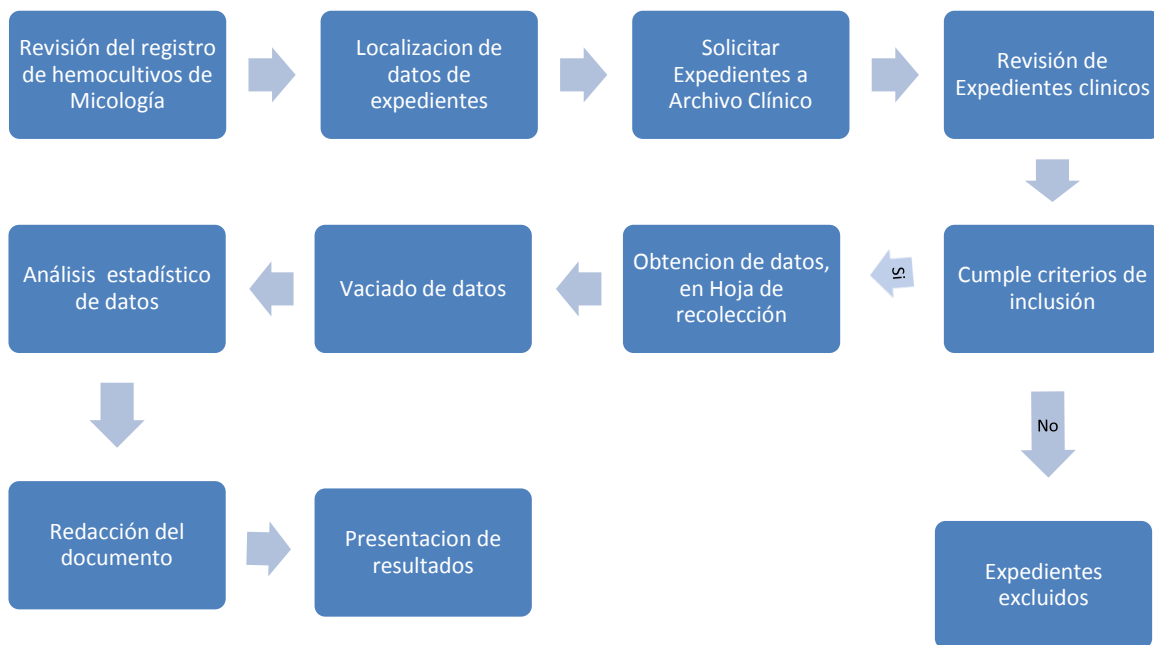 Revisión del registro
de hemocultivos de
Micología
Localizacion de
datos de
expedientes
Solicitar
Expedientes a
Archivo Clínico
Revisión de
Expedientes clinicos
Cumple criterios de
inclusión
Si
Obtencion de datos,
en Hoja de
recolección
Vaciado de datos
Análisis estadístico
de datos
No
Redacción del
documento
Presentacion de
resultados
Expedientes
excluidos